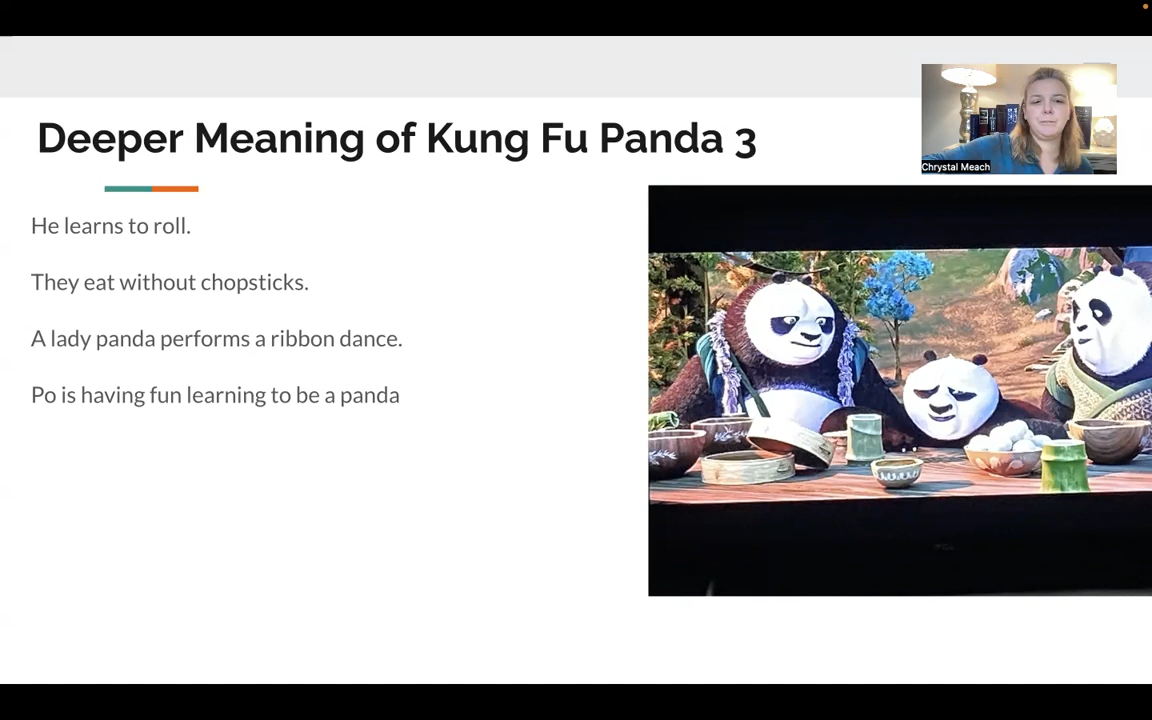 Deeper Meaning of Kung Fu Panda 3
Chrystal Meach
He learns to roll.
They eat without chopsticks.
A lady panda performs a ribbon dance.
Po is having fun learning to be a panda